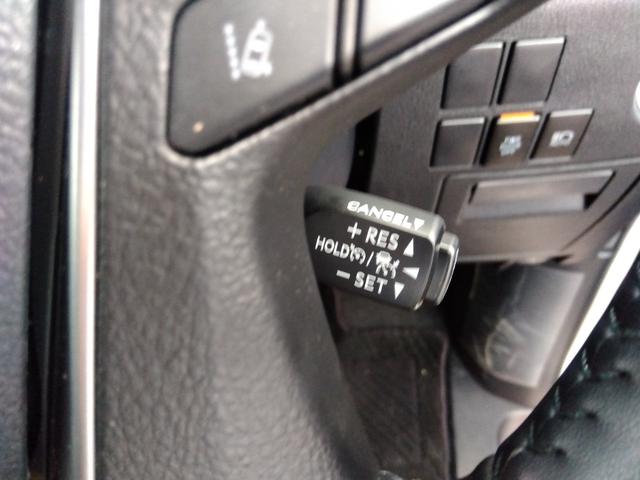 CANCEL▼
+ RES ▲
HOLD / ◀
− SET ▼